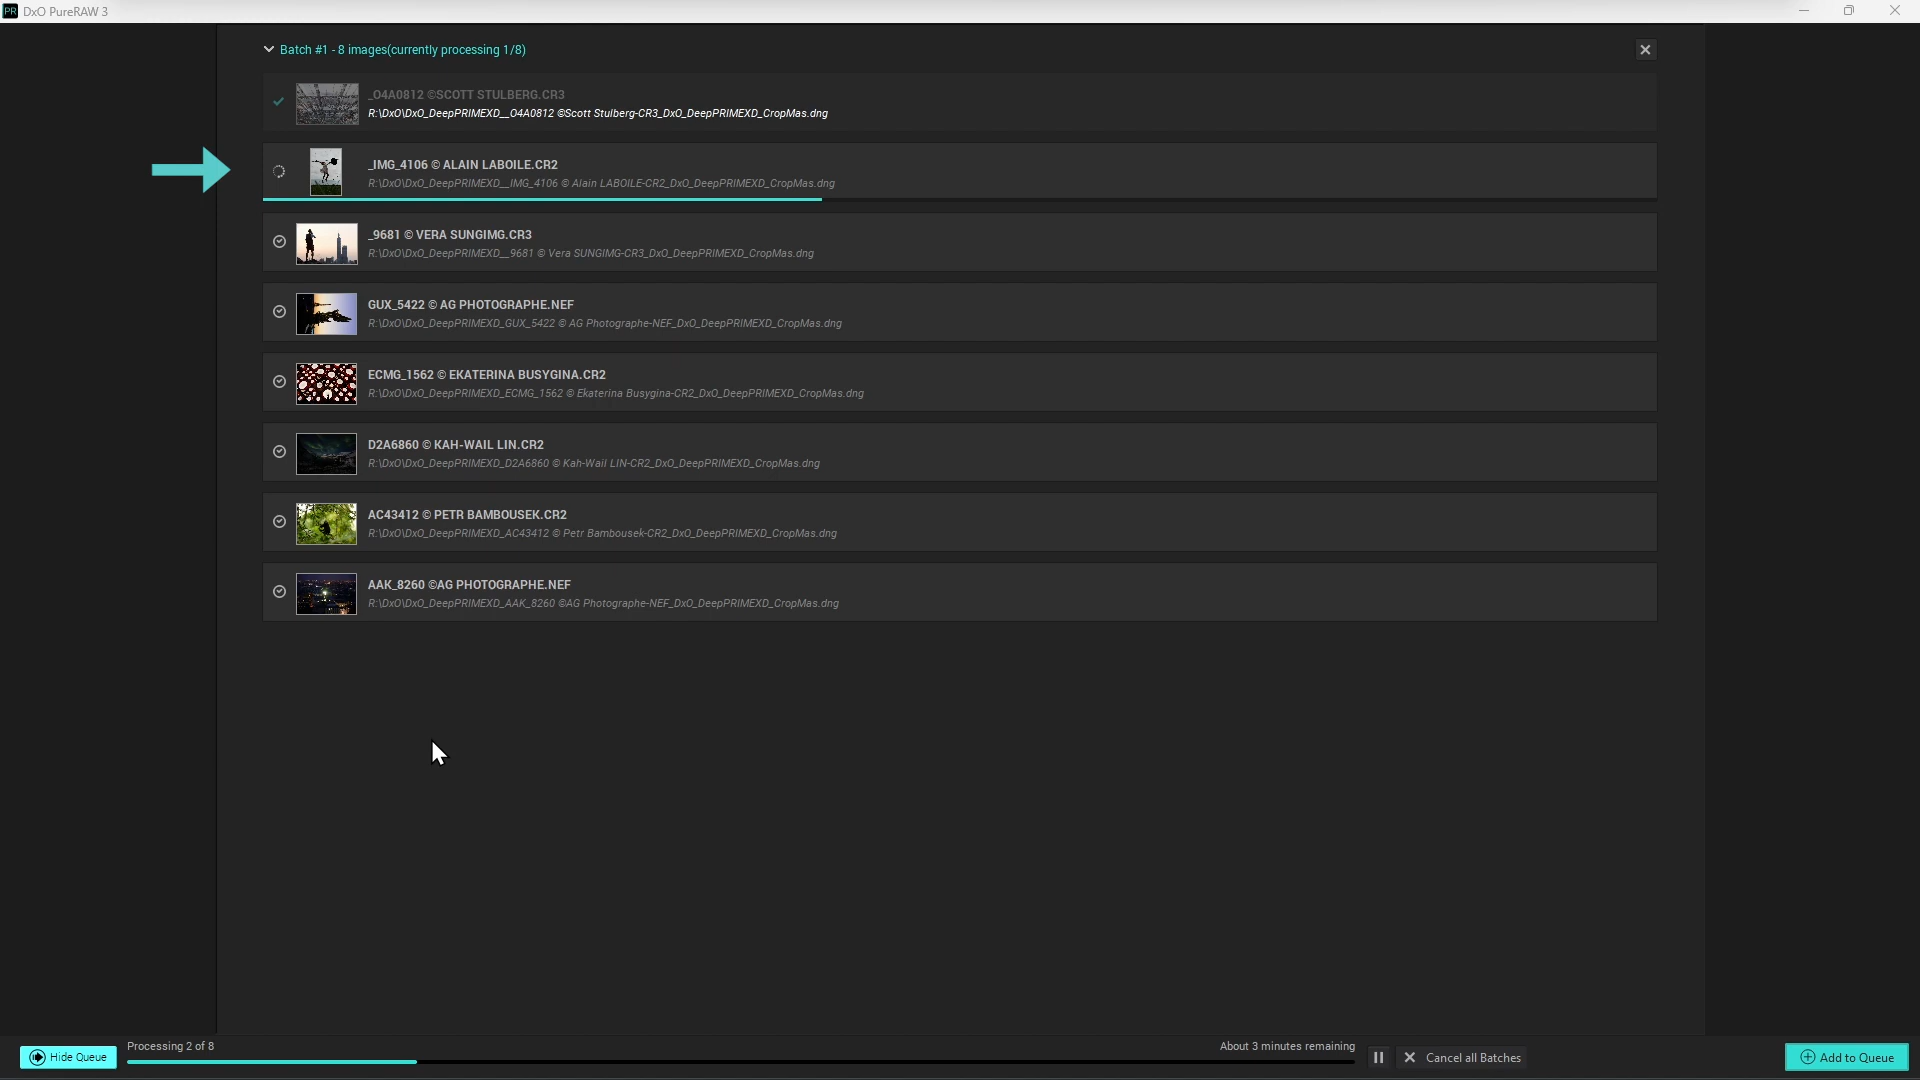 PR DxO PureRAW 3
Batch #1 - 8 images(currently processing 1/8)
_O4A0812 ©SCOTT STULBERG.CR3
R:\DxO\DxO_DeepPRIMEXD__O4A0812 ©Scott Stulberg-CR3_DxO_DeepPRIMEXD_CropMas.dng
_IMG_4106 © ALAIN LABOILE.CR2
R:\DxO\DxO_DeepPRIMEXD__IMG_4106 © Alain LABOILE-CR2_DxO_DeepPRIMEXD_CropMas.dng
_9681 © VERA SUNGIMG.CR3
R:\DxO\DxO_DeepPRIMEXD__9681 © Vera SUNGIMG-CR3_DxO_DeepPRIMEXD_CropMas.dng
GUX_5422 © AG PHOTOGRAPHE.NEF
R:\DxO\DxO_DeepPRIMEXD_GUX_5422 © AG Photographe-NEF_DxO_DeepPRIMEXD_CropMas.dng
ECMG_1562 © EKATERINA BUSYGINA.CR2
R:\DxO\DxO_DeepPRIMEXD_ECMG_1562 © Ekaterina Busygina-CR2_DxO_DeepPRIMEXD_CropMas.dng
D2A6860 © KAH-WAIL LIN.CR2
R:\DxO\DxO_DeepPRIMEXD_D2A6860 © Kah-Wail LIN-CR2_DxO_DeepPRIMEXD_CropMas.dng
AC43412 © PETR BAMBOUSEK.CR2
R:\DxO\DxO_DeepPRIMEXD_AC43412 © Petr Bambousek-CR2_DxO_DeepPRIMEXD_CropMas.dng
AAK_8260 ©AG PHOTOGRAPHE.NEF
R:\DxO\DxO_DeepPRIMEXD_AAK_8260 ©AG Photographe-NEF_DxO_DeepPRIMEXD_CropMas.dng
Hide Queue
Processing 2 of 8
About 3 minutes remaining
Cancel all Batches
Add to Queue